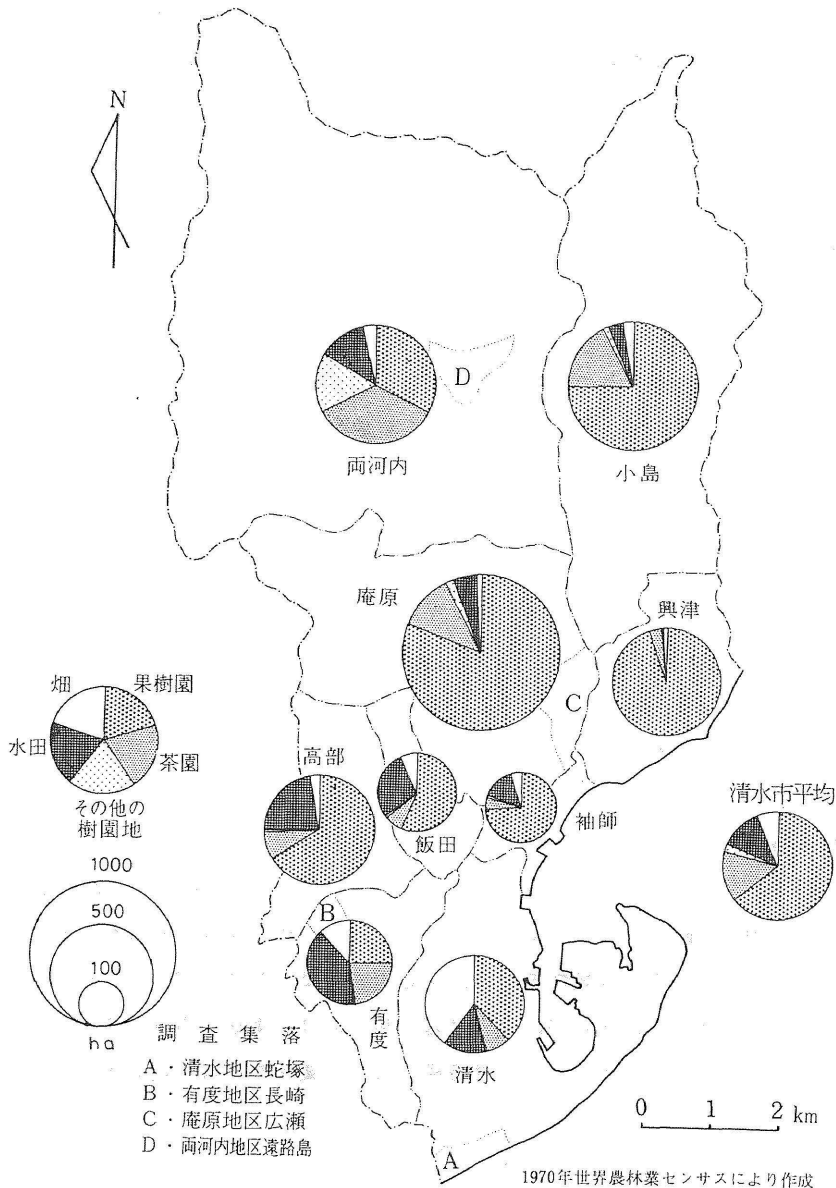 N
D
両河内
小島
庵原
興津
C
畑
果樹園
水田
茶園
その他の
樹園地
高部
飯田
袖師
清水市平均
1000
500
100
ha
B
有度
清水
調査集落
A・清水地区蛇塚
B・有度地区長崎
C・庵原地区広瀬
D・両河内地区遠路島
A
0 1 2 km
1970年世界農林業センサスにより作成